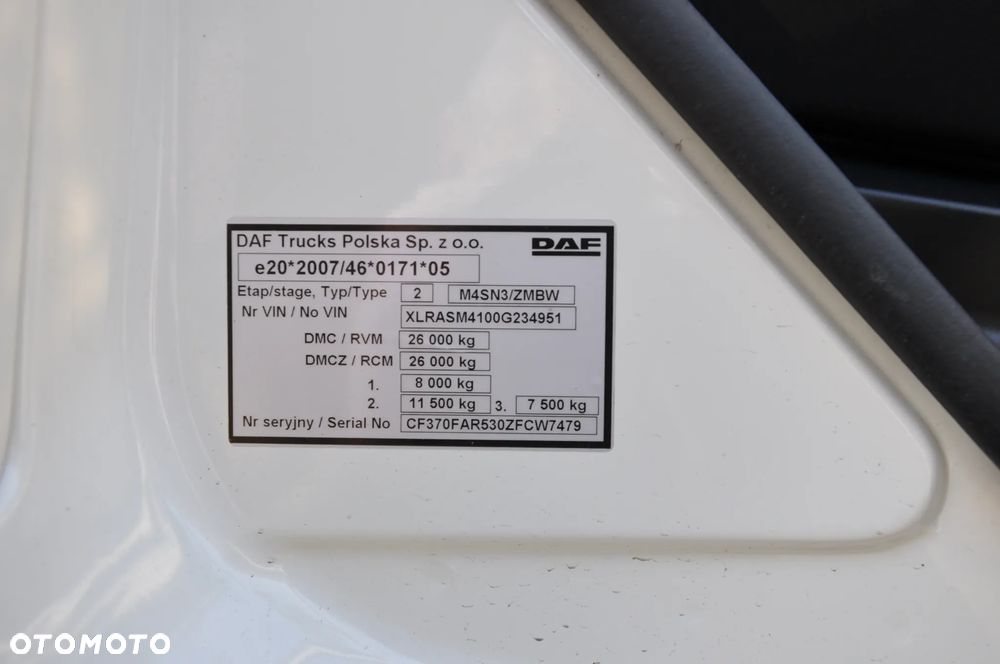 DAF Trucks Polska Sp. z o.o. DAF
e20*2007/46*0171*05
Etap/stage, Typ/Type 2 M4SN3/ZMBW
Nr VIN / No VIN XLRASM4100G234951
DMC / RVM 26 000 kg
DMCZ / RCM 26 000 kg
1. 8 000 kg
2. 11 500 kg 3. 7 500 kg
Nr seryjny / Serial No CF370FAR530ZFCW7479
OTOMOTO